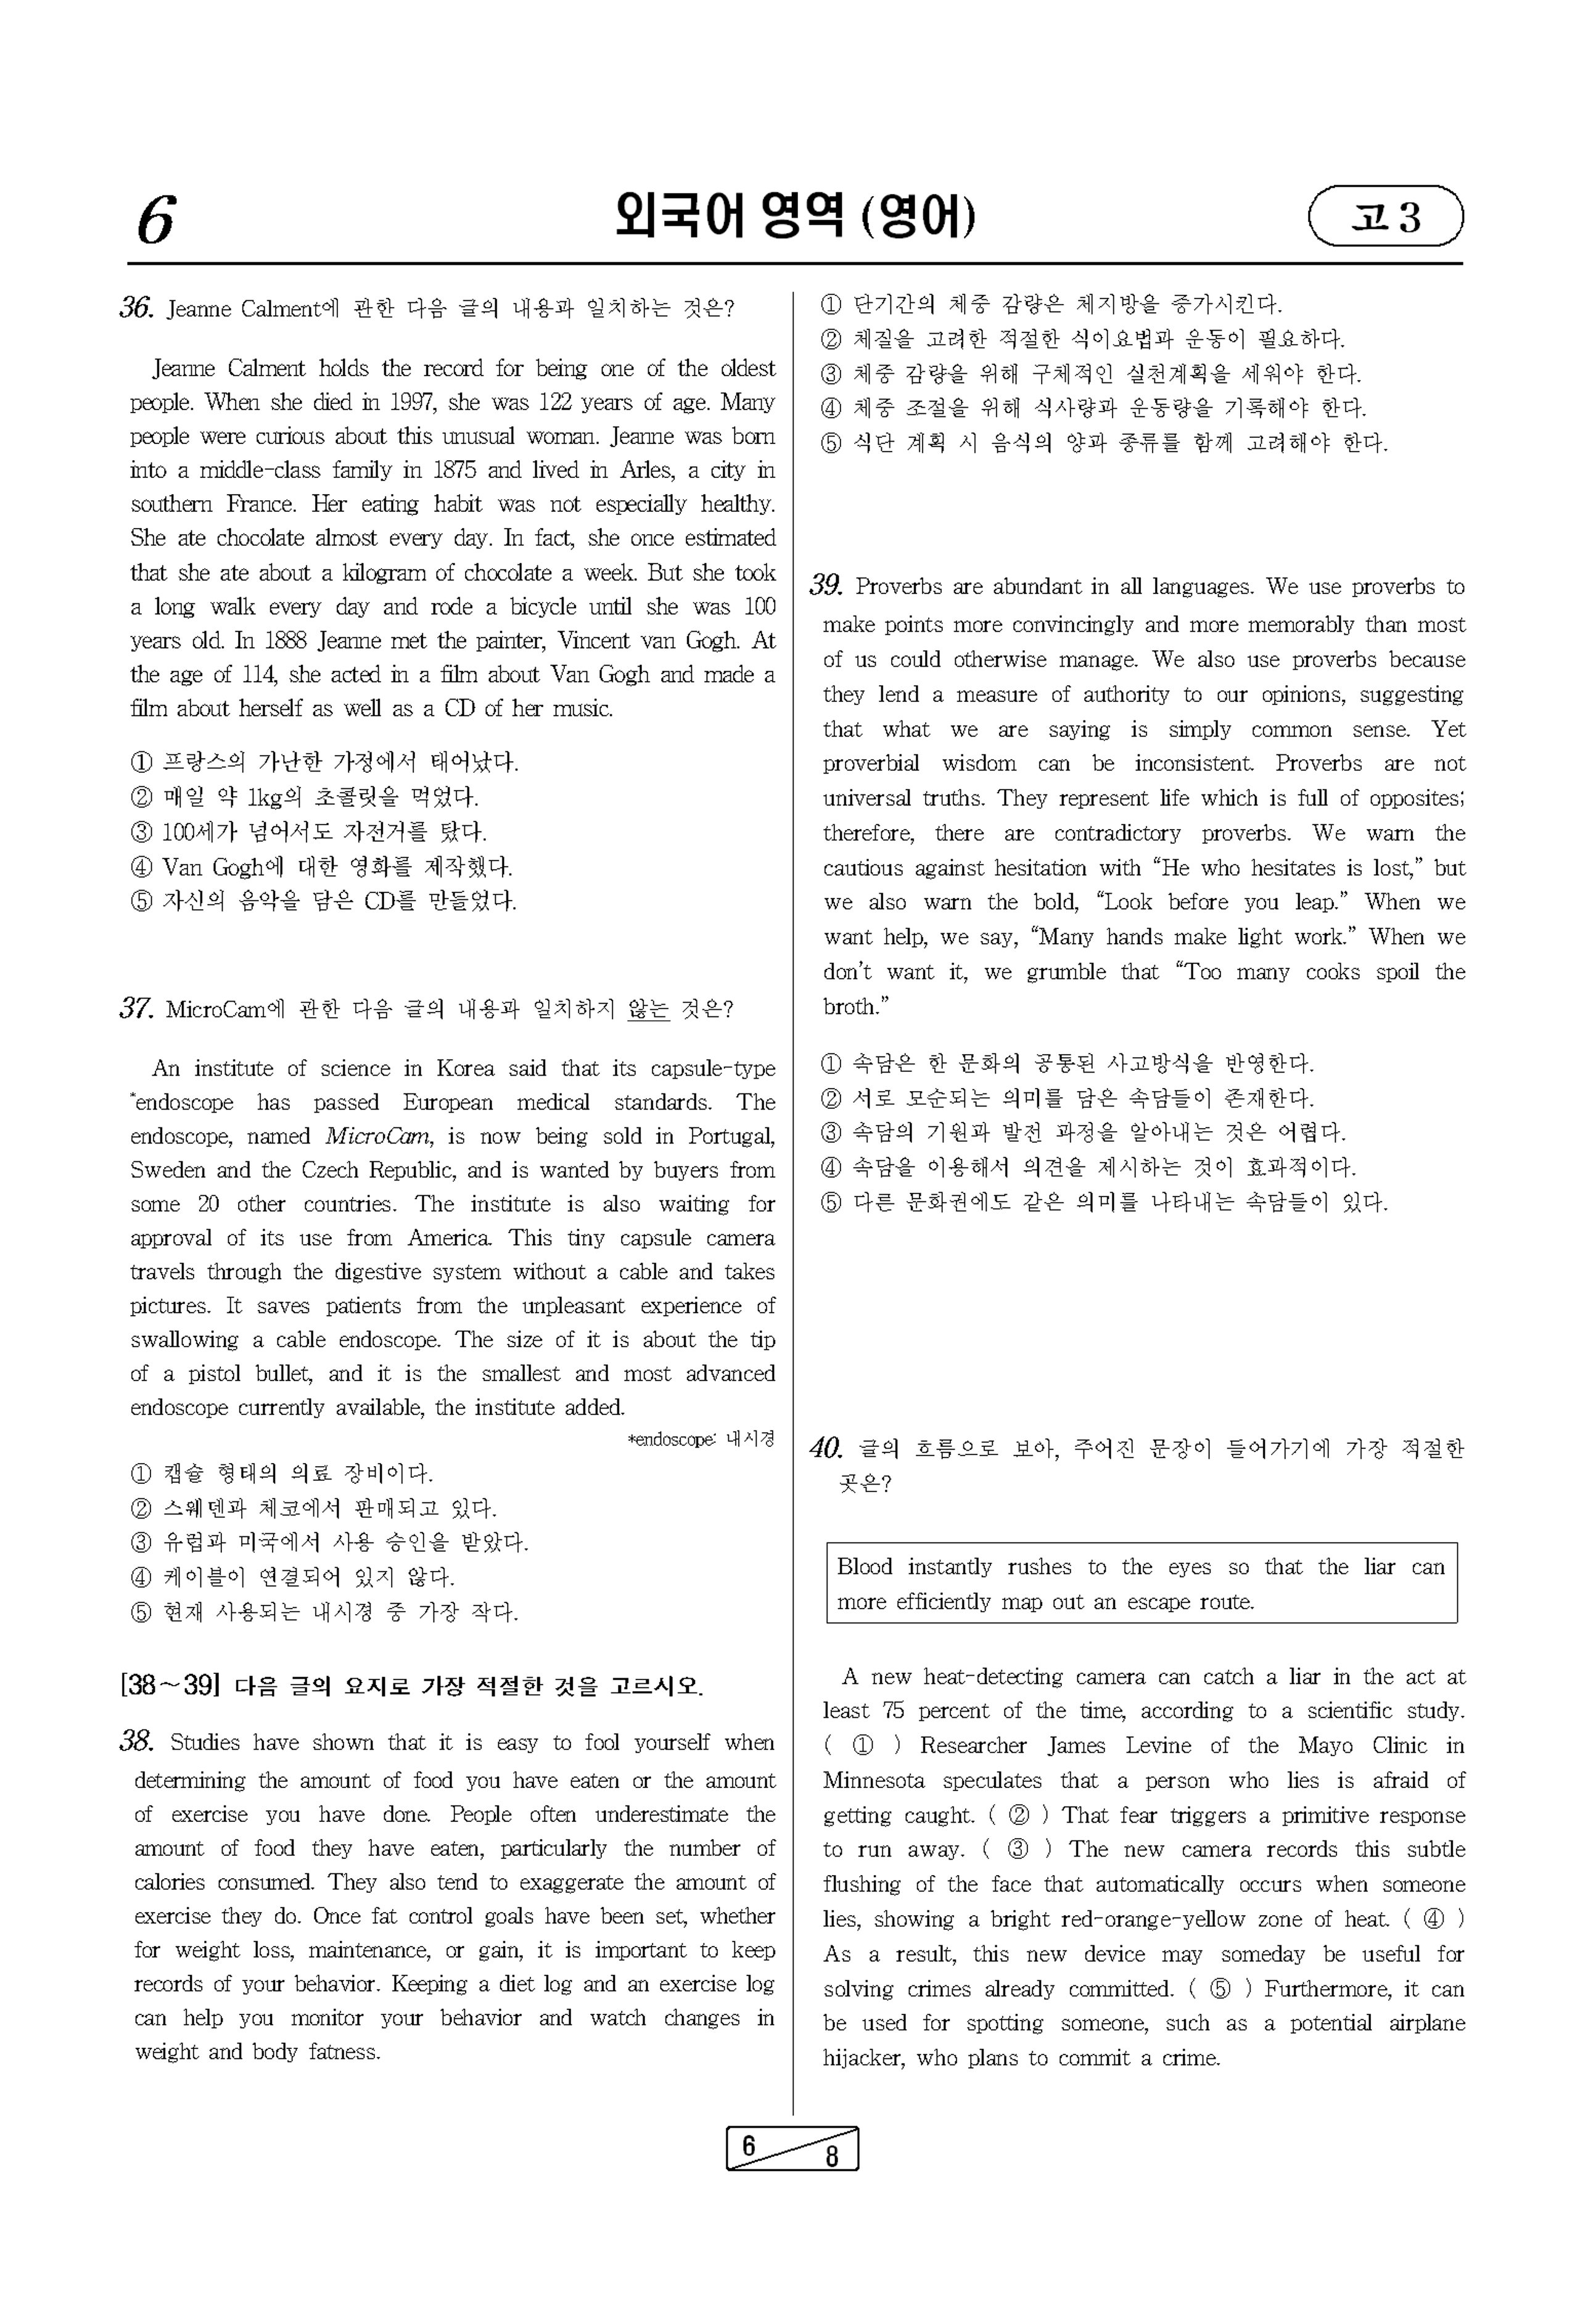 6
외국어 영역 (영어)
고 3
36. Jeanne Calment에 관한 다음 글의 내용과 일치하는 것은?
Jeanne Calment holds the record for being one of the oldest
people. When she died in 1997, she was 122 years of age. Many
people were curious about this unusual woman. Jeanne was born
into a middle-class family in 1875 and lived in Arles, a city in
southern France. Her eating habit was not especially healthy.
She ate chocolate almost every day. In fact, she once estimated
that she ate about a kilogram of chocolate a week. But she took
a long walk every day and rode a bicycle until she was 100
years old. In 1888 Jeanne met the painter, Vincent van Gogh. At
the age of 114, she acted in a film about Van Gogh and made a
film about herself as well as a CD of her music.
① 프랑스의 가난한 가정에서 태어났다.
② 매일 약 1kg의 초콜릿을 먹었다.
③ 100세가 넘어서도 자전거를 탔다.
④ Van Gogh에 대한 영화를 제작했다.
⑤ 자신의 음악을 담은 CD를 만들었다.
37. MicroCam에 관한 다음 글의 내용과 일치하지 않는 것은?
An institute of science in Korea said that its capsule-type
*endoscope has passed European medical standards. The
endoscope, named MicroCam, is now being sold in Portugal,
Sweden and the Czech Republic, and is wanted by buyers from
some 20 other countries. The institute is also waiting for
approval of its use from America. This tiny capsule camera
travels through the digestive system without a cable and takes
pictures. It saves patients from the unpleasant experience of
swallowing a cable endoscope. The size of it is about the tip
of a pistol bullet, and it is the smallest and most advanced
endoscope currently available, the institute added.
*endoscope: 내시경
① 캡슐 형태의 의료 장비이다.
② 스웨덴과 체코에서 판매되고 있다.
③ 유럽과 미국에서 사용 승인을 받았다.
④ 케이블이 연결되어 있지 않다.
⑤ 현재 사용되는 내시경 중 가장 작다.
[38～39] 다음 글의 요지로 가장 적절한 것을 고르시오.
38. Studies have shown that it is easy to fool yourself when
determining the amount of food you have eaten or the amount
of exercise you have done. People often underestimate the
amount of food they have eaten, particularly the number of
calories consumed. They also tend to exaggerate the amount of
exercise they do. Once fat control goals have been set, whether
for weight loss, maintenance, or gain, it is important to keep
records of your behavior. Keeping a diet log and an exercise log
can help you monitor your behavior and watch changes in
weight and body fatness.
① 단기간의 체중 감량은 체지방을 증가시킨다.
② 체질을 고려한 적절한 식이요법과 운동이 필요하다.
③ 체중 감량을 위해 구체적인 실천계획을 세워야 한다.
④ 체중 조절을 위해 식사량과 운동량을 기록해야 한다.
⑤ 식단 계획 시 음식의 양과 종류를 함께 고려해야 한다.
39. Proverbs are abundant in all languages. We use proverbs to
make points more convincingly and more memorably than most
of us could otherwise manage. We also use proverbs because
they lend a measure of authority to our opinions, suggesting
that what we are saying is simply common sense. Yet
proverbial wisdom can be inconsistent. Proverbs are not
universal truths. They represent life which is full of opposites;
therefore, there are contradictory proverbs. We warn the
cautious against hesitation with “He who hesitates is lost,” but
we also warn the bold, “Look before you leap.” When we
want help, we say, “Many hands make light work.” When we
don’t want it, we grumble that “Too many cooks spoil the
broth.”
① 속담은 한 문화의 공통된 사고방식을 반영한다.
② 서로 모순되는 의미를 담은 속담들이 존재한다.
③ 속담의 기원과 발전 과정을 알아내는 것은 어렵다.
④ 속담을 이용해서 의견을 제시하는 것이 효과적이다.
⑤ 다른 문화권에도 같은 의미를 나타내는 속담들이 있다.
40. 글의 흐름으로 보아, 주어진 문장이 들어가기에 가장 적절한
곳은?
Blood instantly rushes to the eyes so that the liar can
more efficiently map out an escape route.
A new heat-detecting camera can catch a liar in the act at
least 75 percent of the time, according to a scientific study.
( ① ) Researcher James Levine of the Mayo Clinic in
Minnesota speculates that a person who lies is afraid of
getting caught. ( ② ) That fear triggers a primitive response
to run away. ( ③ ) The new camera records this subtle
flushing of the face that automatically occurs when someone
lies, showing a bright red-orange-yellow zone of heat. ( ④ )
As a result, this new device may someday be useful for
solving crimes already committed. ( ⑤ ) Furthermore, it can
be used for spotting someone, such as a potential airplane
hijacker, who plans to commit a crime.
6
8